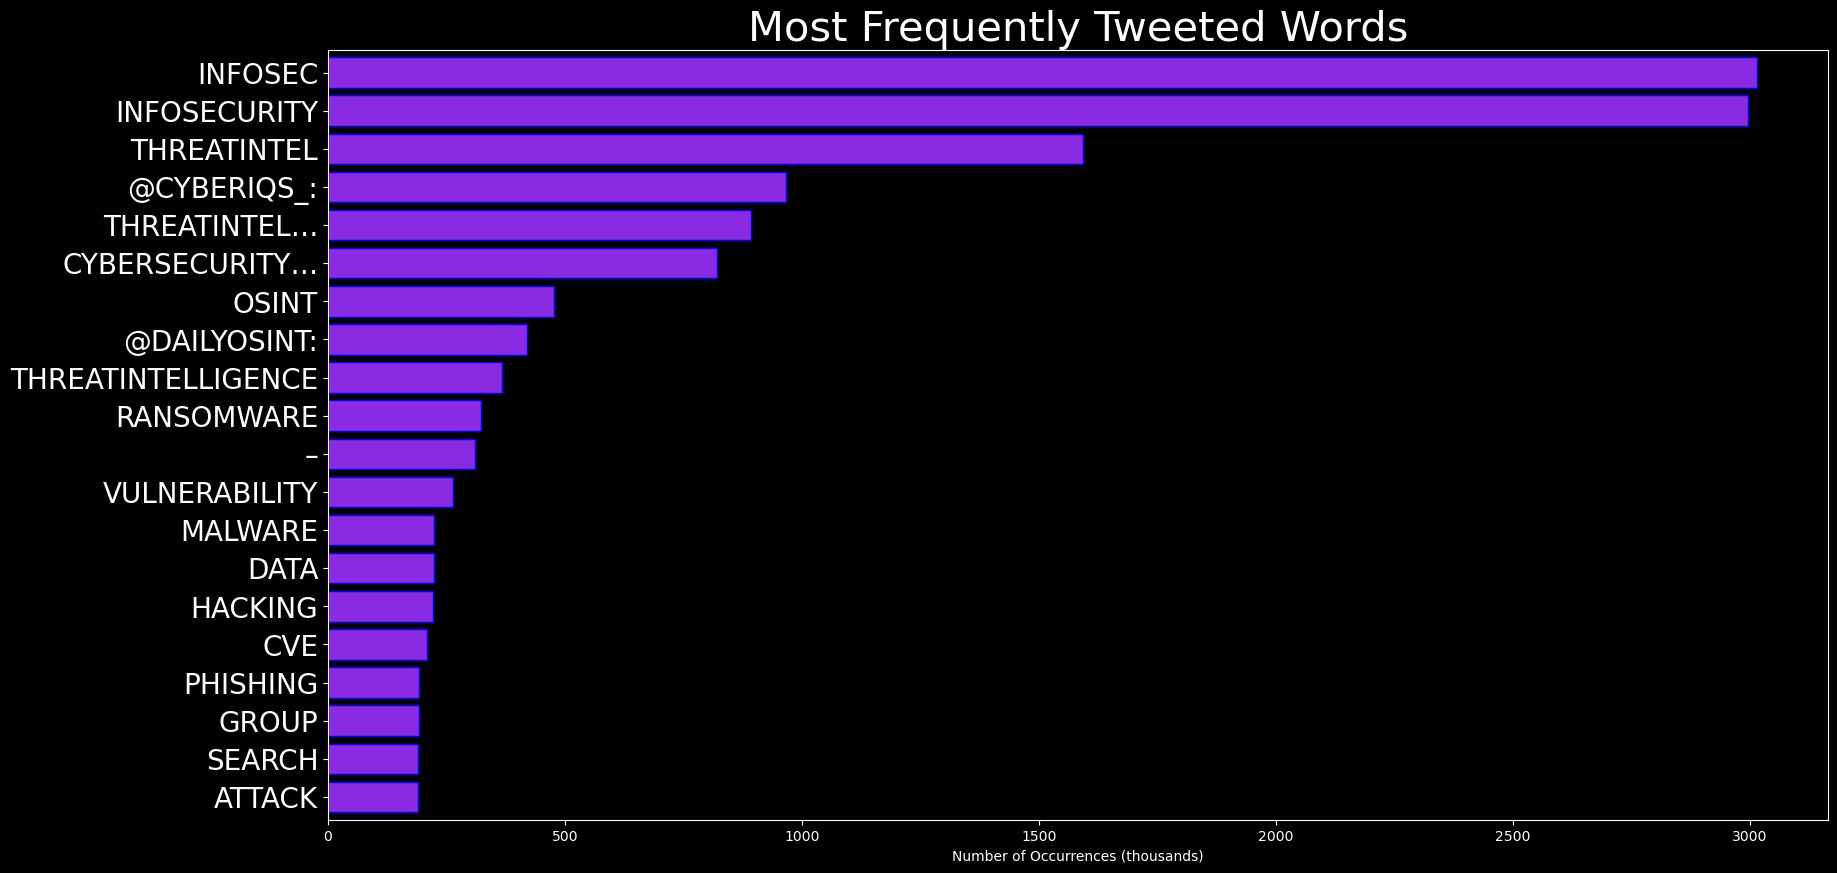 Most Frequently Tweeted Words
INFOSEC
INFOSECURITY
THREATINTEL
@CYBERIQS_:
THREATINTEL…
CYBERSECURITY…
OSINT
@DAILYOSINT:
THREATINTELLIGENCE
RANSOMWARE
–
VULNERABILITY
MALWARE
DATA
HACKING
CVE
PHISHING
GROUP
SEARCH
ATTACK
0 500 1000 1500 2000 2500 3000
Number of Occurrences (thousands)